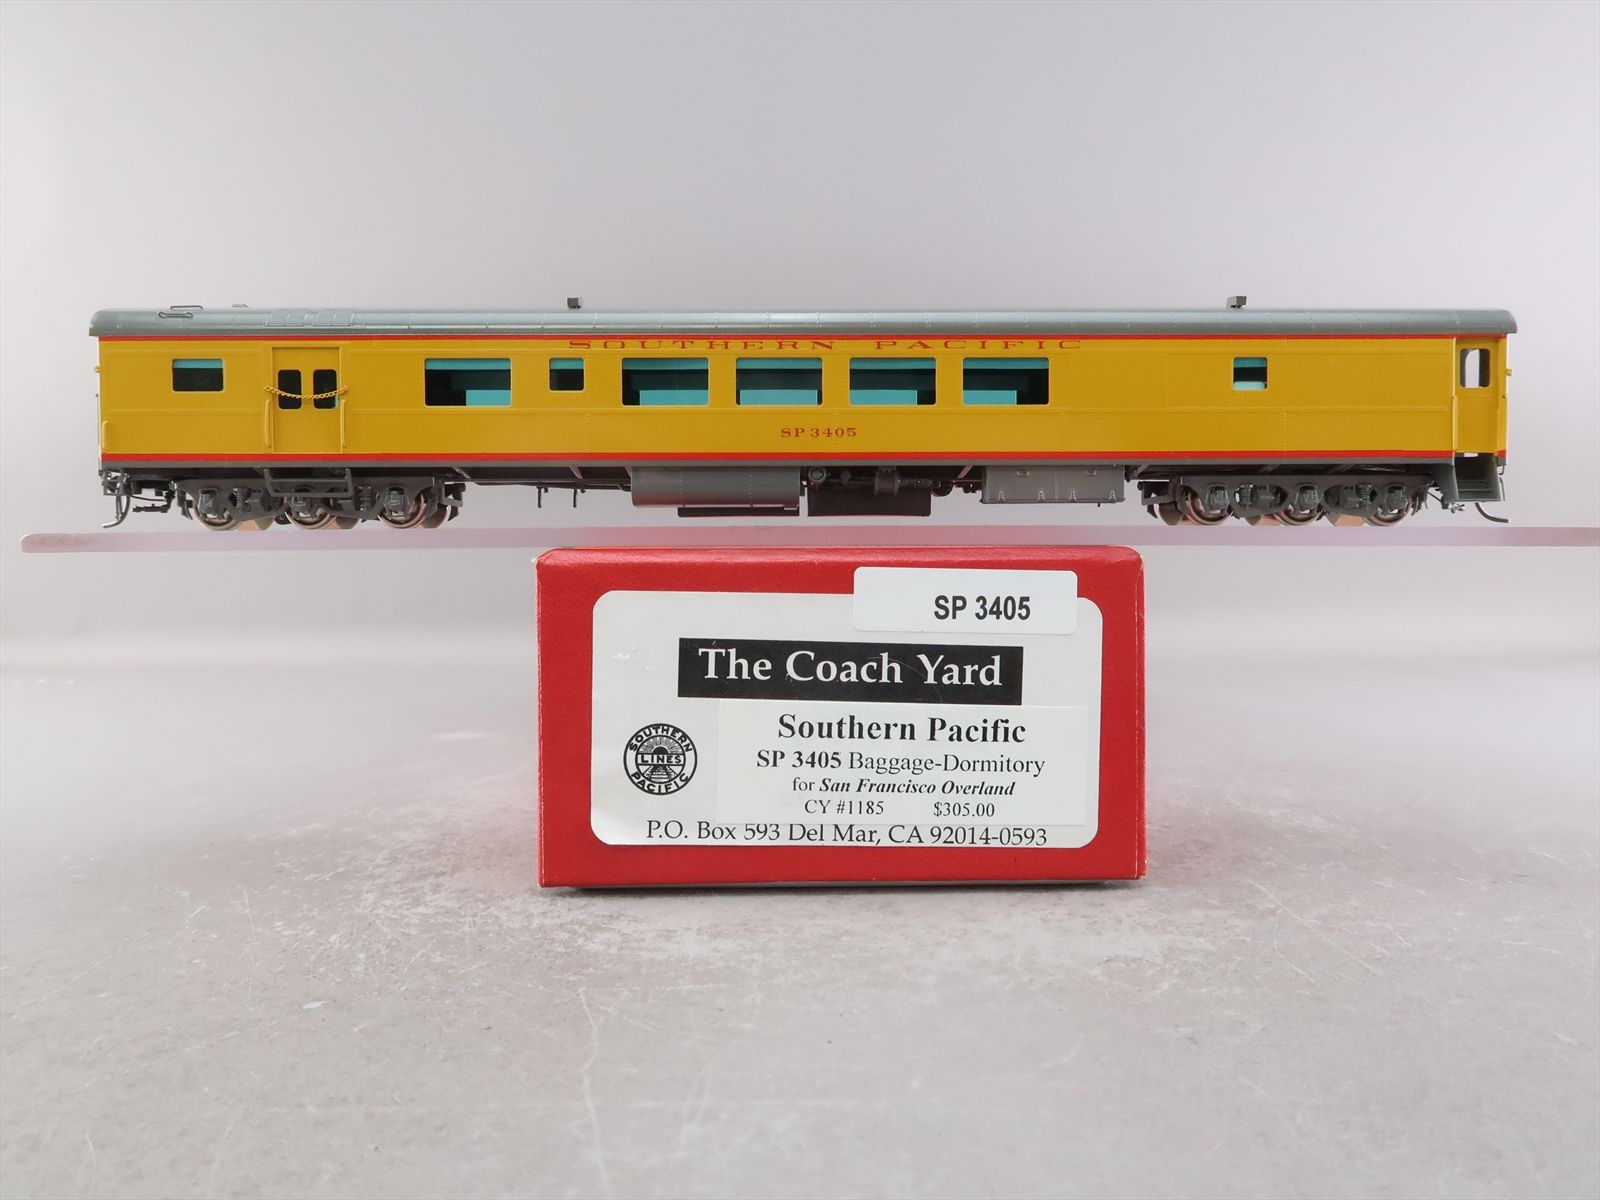 SOUTHERN PACIFIC
SP 3405
SP 3405
The Coach Yard
Southern Pacific
SP 3405 Baggage-Dormitory
for San Francisco Overland
CY #1185 $305.00
SOUTHERN
LINES
PACIFIC
P.O. Box 593 Del Mar, CA 92014-0593